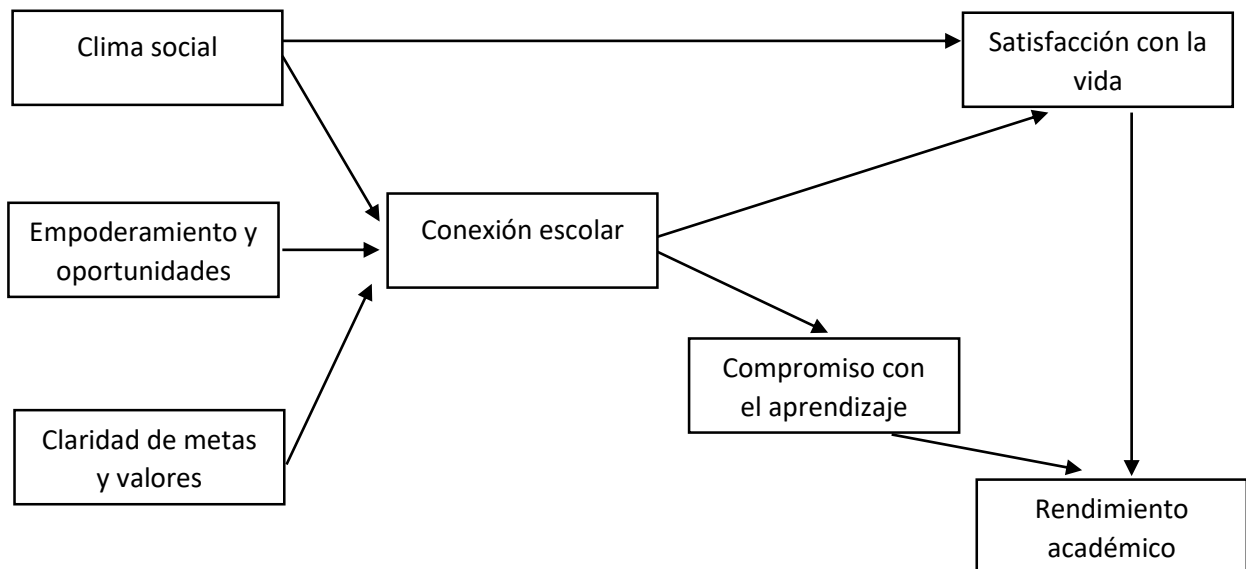 Clima social
Satisfacción con la
vida
Empoderamiento y
oportunidades
Conexión escolar
Compromiso con
el aprendizaje
Claridad de metas
y valores
Rendimiento
académico